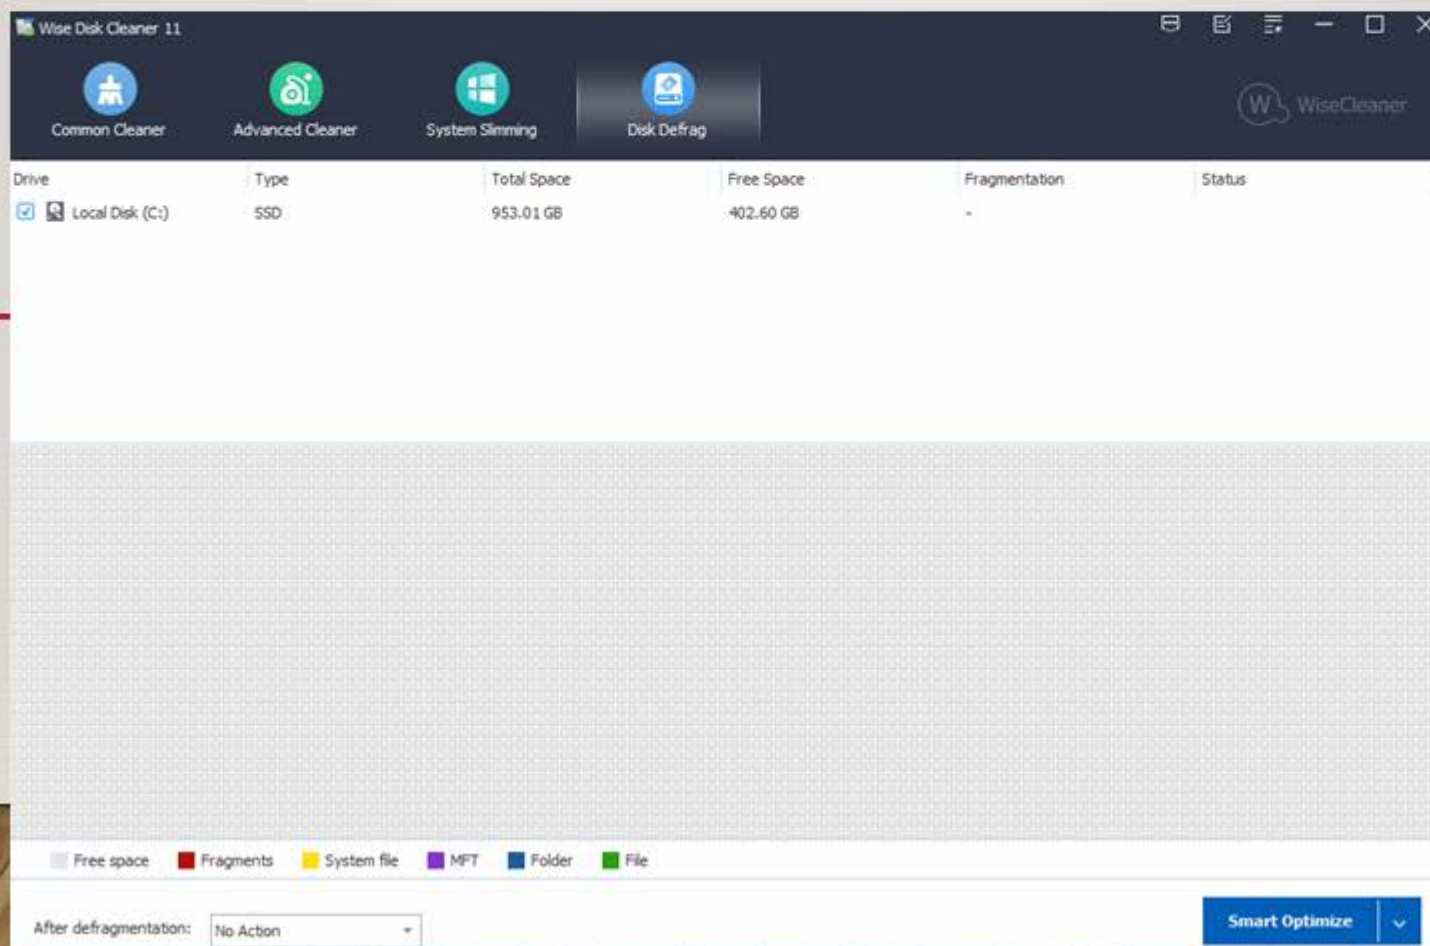 Wise Disk Cleaner 11
Common Cleaner Advanced Cleaner System Slimming Disk Defrag WiseCleaner
Drive Type Total Space Free Space Fragmentation Status
Local Disk (C:) SSD 953.01 GB 402.60 GB -
Free space Fragments System file MFT Folder File
After defragmentation: No Action Smart Optimize